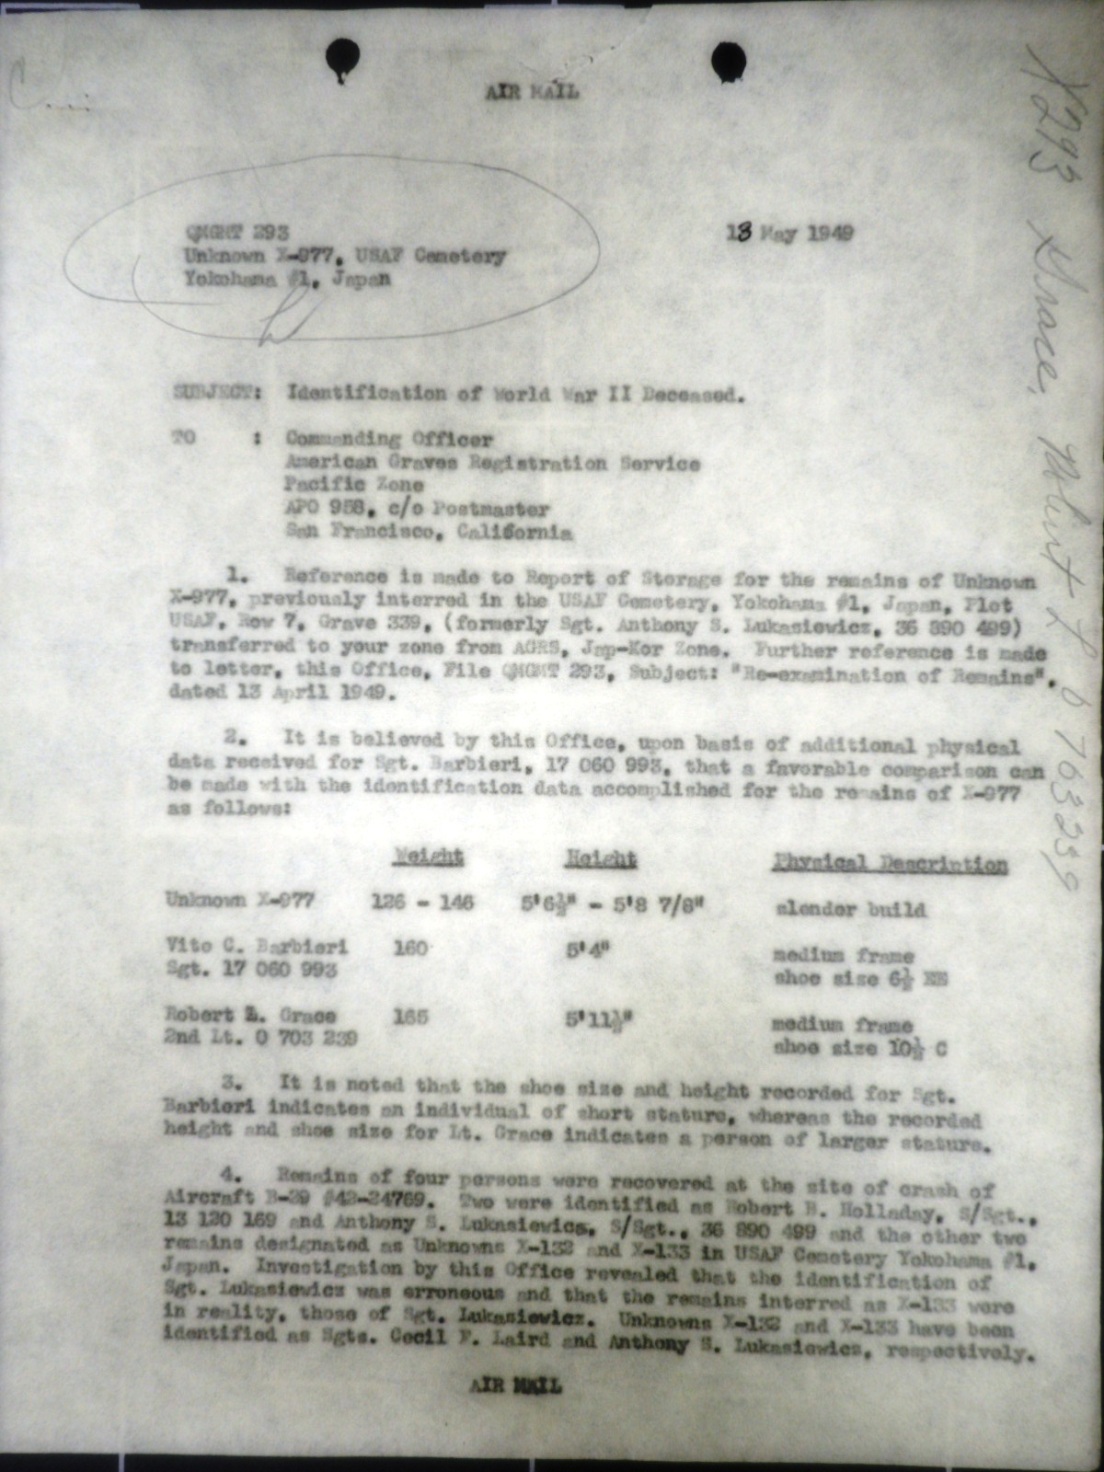 AIR MAIL
QMGMT 293
Unknown X-977, USAF Cemetery
Yokohama #1, Japan
13 May 1949
SUBJECT: Identification of World War II Deceased.
TO : Commanding Officer
American Graves Registration Service
Pacific Zone
APO 958, c/o Postmaster
San Francisco, California
1. Reference is made to Report of Storage for the remains of Unknown
X-977, previously interred in the USAF Cemetery, Yokohama #1, Japan, Plot
USAF, Row 7, Grave 339, (formerly Sgt. Anthony S. Lukasiewicz, 36 890 499)
transferred to your zone from AGRS, Jap-Kor Zone. Further reference is made
to letter, this Office, File QMGMT 293, Subject: "Re-examination of Remains",
dated 13 April 1949.
2. It is believed by this Office, upon basis of additional physical
data received for Sgt. Barbieri, 17 060 993, that a favorable comparison can
be made with the identification data accomplished for the remains of X-977
as follows:
Weight Height Physical Description
Unknown X-977 126 - 146 5'6½" - 5'8 7/8" slender build
Vito C. Barbieri 160 5'4" medium frame
Sgt. 17 060 993 shoe size 6½ EE
Robert L. Grace 165 5'11½" medium frame
2nd Lt. O 703 239 shoe size 10½ C
3. It is noted that the shoe size and height recorded for Sgt.
Barbieri indicates an individual of short stature, whereas the recorded
height and shoe size for Lt. Grace indicates a person of larger stature.
4. Remains of four persons were recovered at the site of crash of
Aircraft B-29 #42-24769. Two were identified as Robert B. Holladay, S/Sgt.,
13 120 169 and Anthony S. Lukasiewicz, S/Sgt., 36 890 499 and the other two
remains designated as Unknowns X-132 and X-133 in USAF Cemetery Yokohama #1,
Japan. Investigation by this Office revealed that the identification of
Sgt. Lukasiewicz was erroneous and that the remains interred as X-133 were
in reality, those of Sgt. Lukasiewicz. Unknowns X-132 and X-133 have been
identified as Sgts. Cecil F. Laird and Anthony S. Lukasiewicz, respectively.
AIR MAIL
293 Grace,